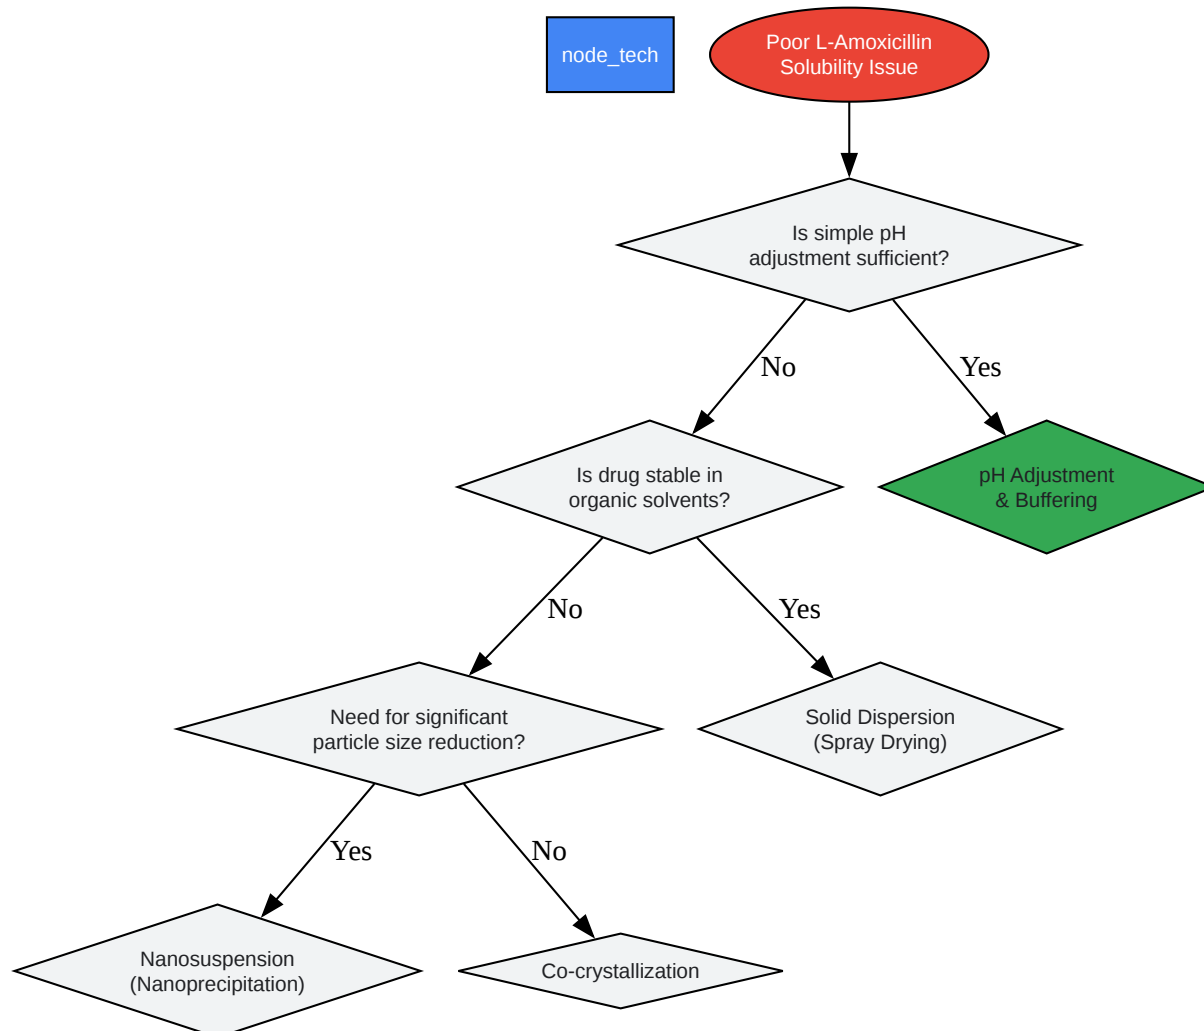 node_tech
Poor L-Amoxicillin
Solubility Issue
Is simple pH
adjustment sufficient?
No
Yes
Is drug stable in
organic solvents?
pH Adjustment
& Buffering
No
Yes
Need for significant
particle size reduction?
Solid Dispersion
(Spray Drying)
Yes
No
Nanosuspension
(Nanoprecipitation)
Co-crystallization